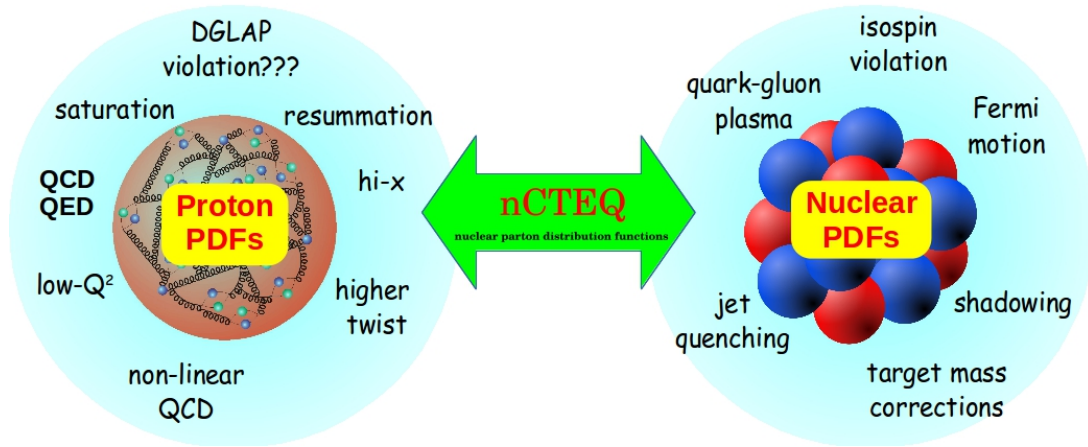 DGLAP
violation???
saturation
resummation
QCD
QED
Proton
PDFs
hi-x
low-Q²
higher
twist
non-linear
QCD
nCTEQ
nuclear parton distribution functions
isospin
violation
quark-gluon
plasma
Fermi
motion
Nuclear
PDFs
jet
quenching
shadowing
target mass
corrections